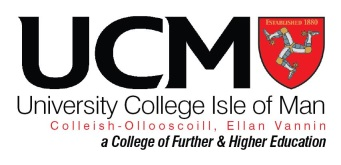 ESTABLISHED 1880
UCM
University College Isle of Man
Colleish-Ollooscoill, Ellan Vannin
a College of Further & Higher Education